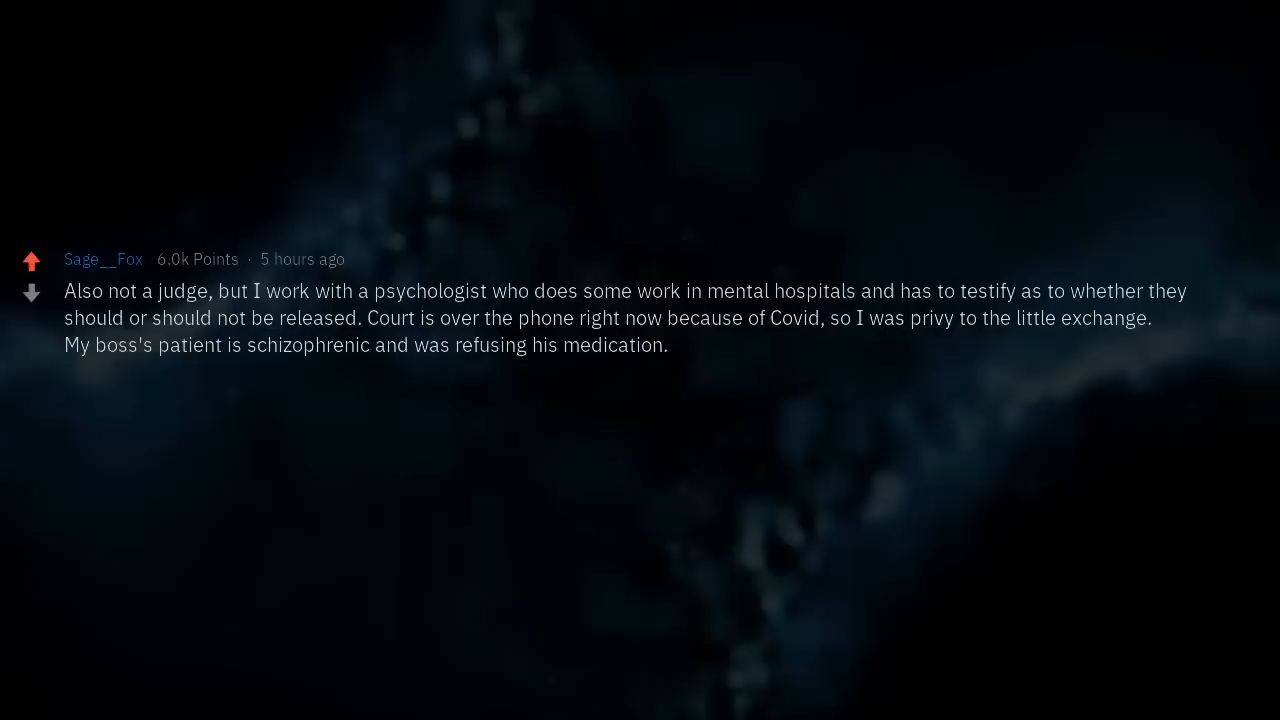 Sage__Fox 6.0k Points · 5 hours ago
Also not a judge, but I work with a psychologist who does some work in mental hospitals and has to testify as to whether they
should or should not be released. Court is over the phone right now because of Covid, so I was privy to the little exchange.
My boss's patient is schizophrenic and was refusing his medication.